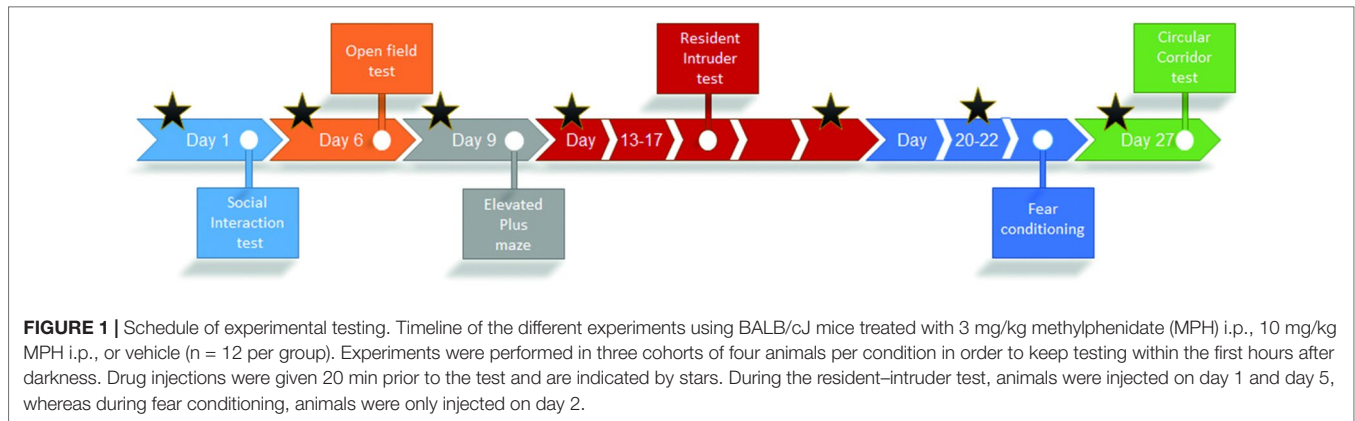 Open field
test
Resident
Intruder
test
Circular
Corridor
test
Day 1
Day 6
Day 9
Day 13-17
Day 20-22
Day 27
Social
Interaction
test
Elevated
Plus
maze
Fear
conditioning
FIGURE 1 | Schedule of experimental testing. Timeline of the different experiments using BALB/cJ mice treated with 3 mg/kg methylphenidate (MPH) i.p., 10 mg/kg
MPH i.p., or vehicle (n = 12 per group). Experiments were performed in three cohorts of four animals per condition in order to keep testing within the first hours after
darkness. Drug injections were given 20 min prior to the test and are indicated by stars. During the resident–intruder test, animals were injected on day 1 and day 5,
whereas during fear conditioning, animals were only injected on day 2.